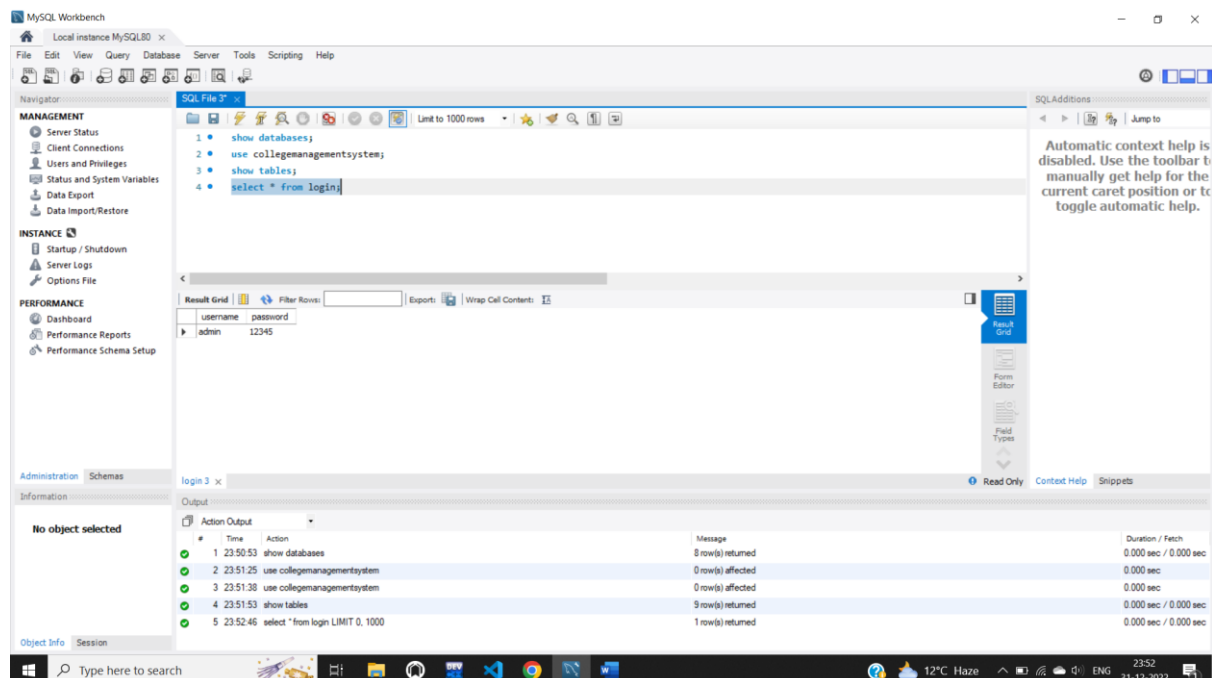 MySQL Workbench
Local instance MySQL80 ×
File Edit View Query Database Server Tools Scripting Help
Navigator
MANAGEMENT
Server Status
Client Connections
Users and Privileges
Status and System Variables
Data Export
Data Import/Restore
INSTANCE
Startup / Shutdown
Server Logs
Options File
PERFORMANCE
Dashboard
Performance Reports
Performance Schema Setup
Administration Schemas
Information
No object selected
Object Info Session
SQL File 3* ×
Limit to 1000 rows
1 show databases;
2 use collegemanagementsystem;
3 show tables;
4 select * from login;
Result Grid Filter Rows: Export: Wrap Cell Content:
username password
admin 12345
Result Grid
Form Editor
Field Types
login 3 ×
Read Only
SQLAdditions
Jump to
Automatic context help is
disabled. Use the toolbar t
manually get help for the
current caret position or to
toggle automatic help.
Context Help Snippets
Output
Action Output
# Time Action Message Duration / Fetch
1 23:50:53 show databases 8 row(s) returned 0.000 sec / 0.000 sec
2 23:51:25 use collegemanagementsystem 0 row(s) affected 0.000 sec
3 23:51:38 use collegemanagementsystem 0 row(s) affected 0.000 sec
4 23:51:53 show tables 9 row(s) returned 0.000 sec / 0.000 sec
5 23:52:46 select * from login LIMIT 0, 1000 1 row(s) returned 0.000 sec / 0.000 sec
Type here to search
DEV
12°C Haze
ENG
23:52
31-12-2022